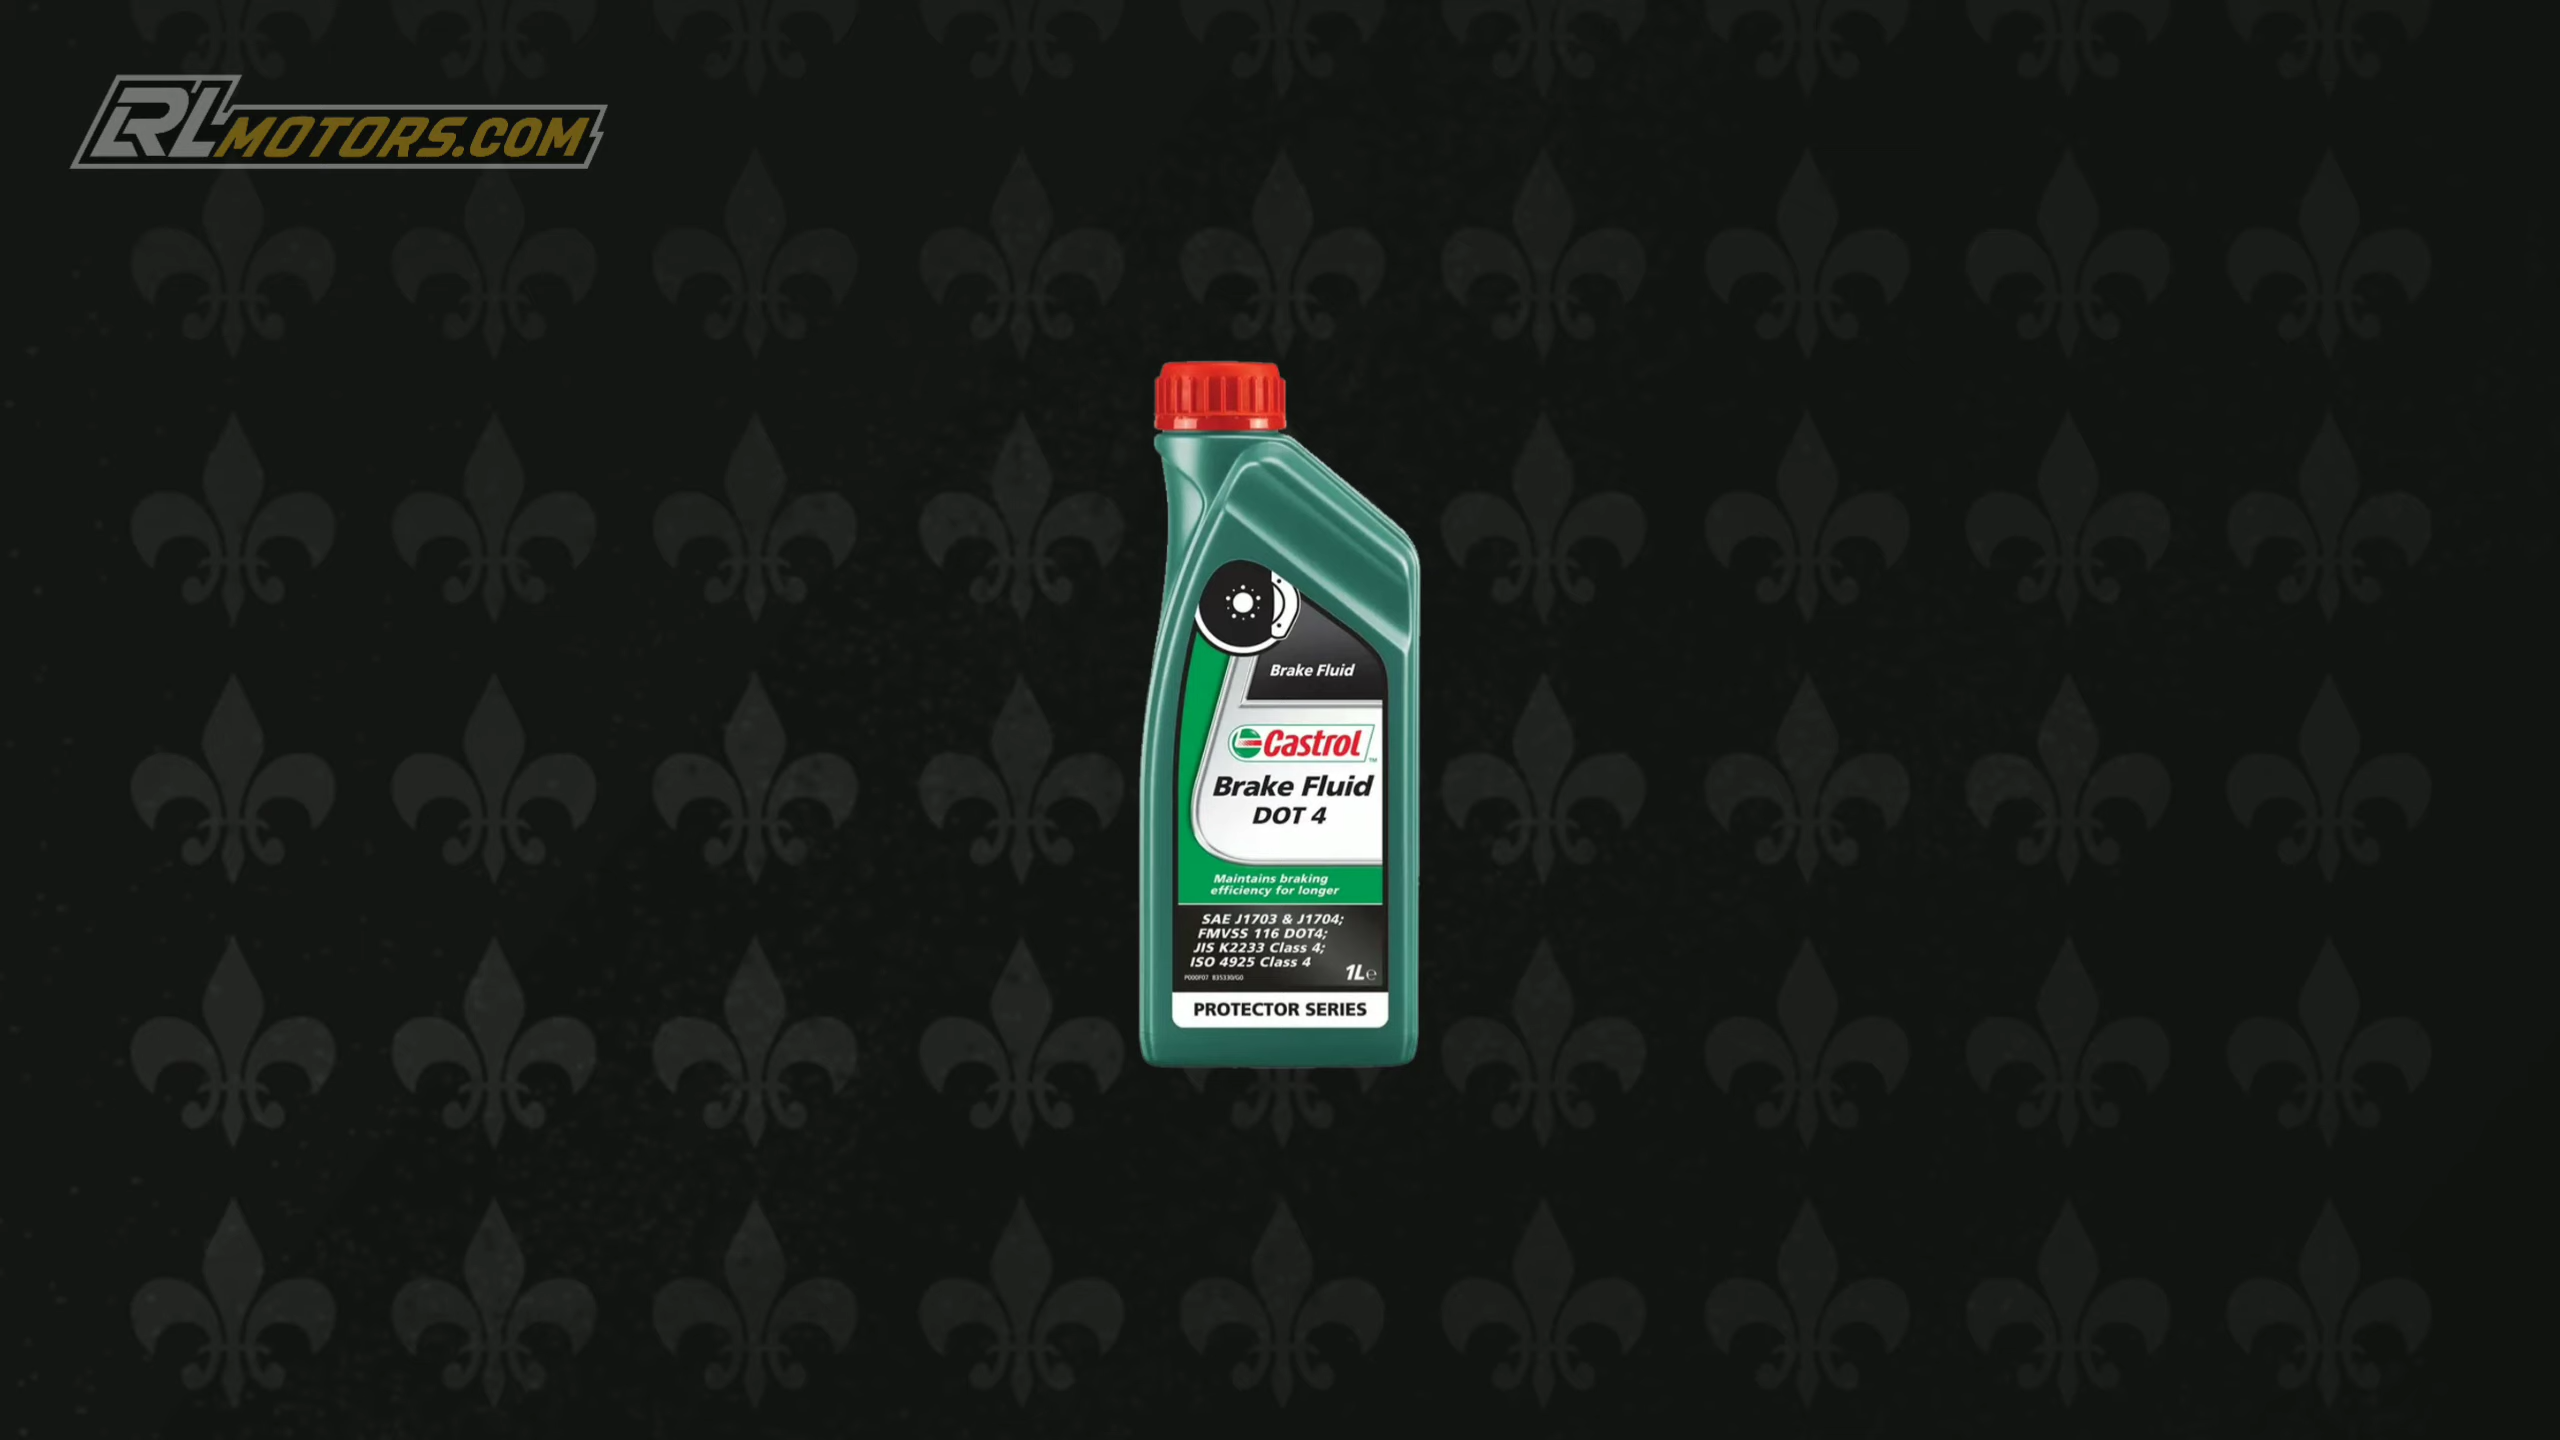 RLMOTORS.COM
Brake Fluid
Castrol™
Brake Fluid
DOT 4
Maintains braking
efficiency for longer
SAE J1703 & J1704;
FMVSS 116 DOT4;
JIS K2233 Class 4;
ISO 4925 Class 4
1L℮
PROTECTOR SERIES